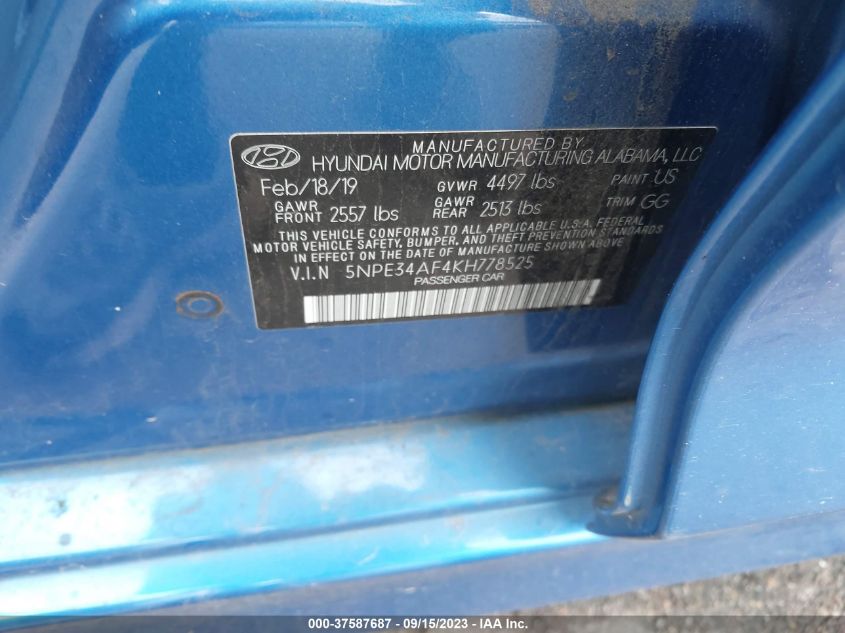 MANUFACTURED BY
HYUNDAI MOTOR MANUFACTURING ALABAMA, LLC
Feb/18/19 GVWR 4497 lbs PAINT US
GAWR FRONT 2557 lbs GAWR REAR 2513 lbs TRIM GG
THIS VEHICLE CONFORMS TO ALL APPLICABLE U.S.A. FEDERAL
MOTOR VEHICLE SAFETY, BUMPER, AND THEFT PREVENTION STANDARDS
IN EFFECT ON THE DATE OF MANUFACTURE SHOWN ABOVE.
V.I.N 5NPE34AF4KH778525
PASSENGER CAR
000-37587687 - 09/15/2023 - IAA Inc.